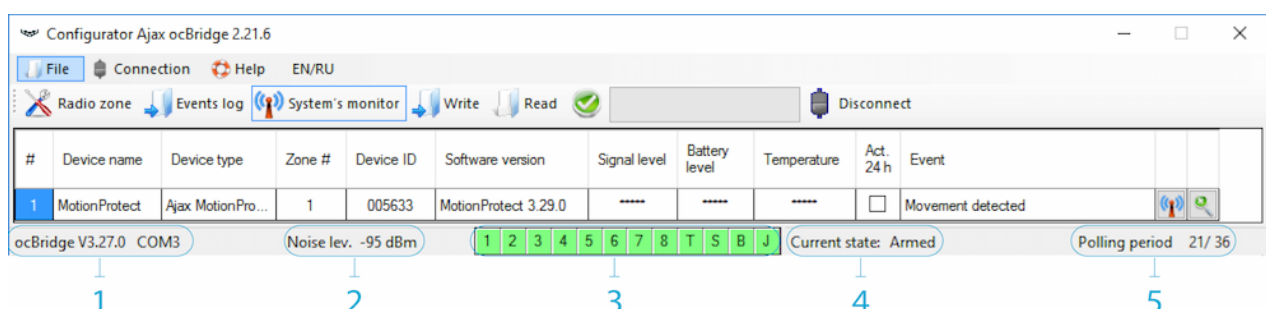 Configurator Ajax ocBridge 2.21.6
File Connection Help EN/RU
Radio zone Events log System's monitor Write Read Disconnect
# Device name Device type Zone # Device ID Software version Signal level Battery level Temperature Act. 24 h Event
1 MotionProtect Ajax MotionPro... 1 005633 MotionProtect 3.29.0 ***** ***** ***** Movement detected
ocBridge V3.27.0 COM3 Noise lev. -95 dBm 1 2 3 4 5 6 7 8 T S B J Current state: Armed Polling period 21/ 36
1 2 3 4 5